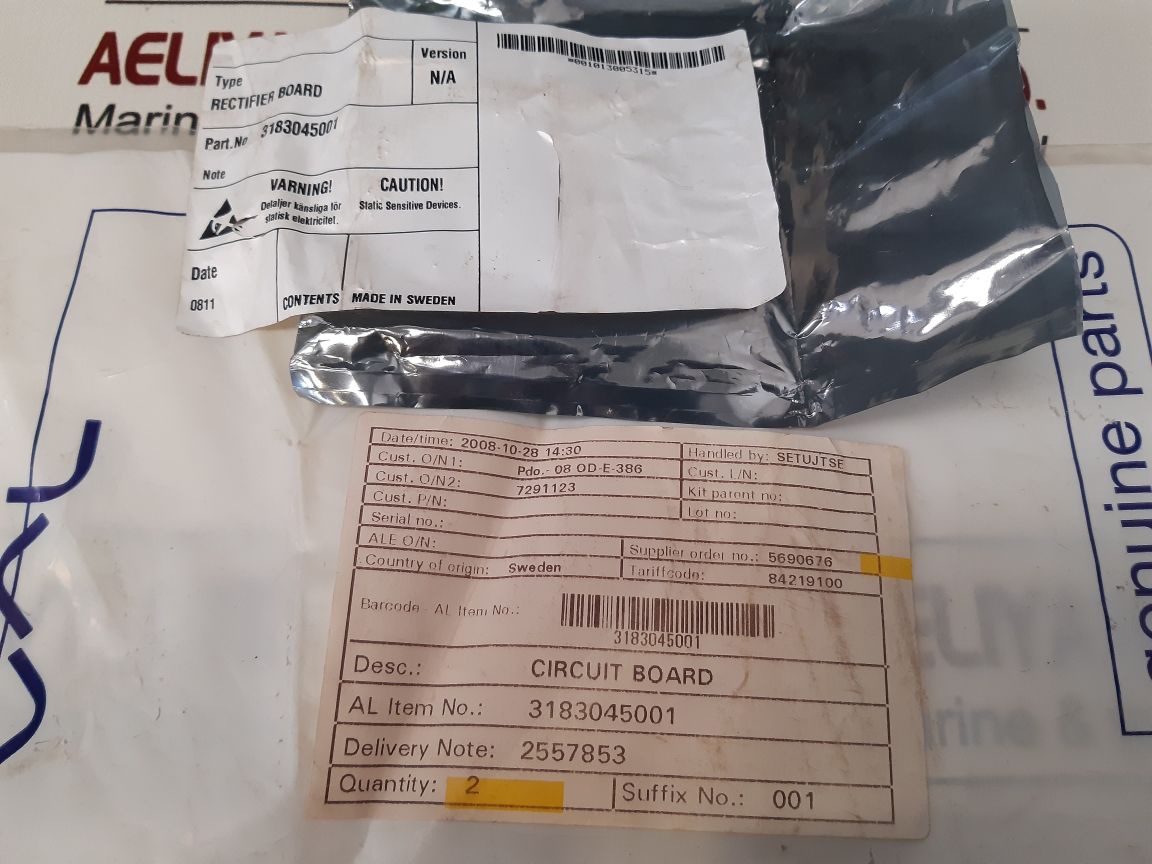 AELIYA
Marin
Type
RECTIFIER BOARD
Version
N/A
Part.No 3183045001
Note
VARNING!
Detaljer känsliga för
statisk elektricitet.
CAUTION!
Static Sensitive Devices.
Date
0811
CONTENTS
MADE IN SWEDEN
*001013005315*
genuine parts
Date/time: 2008-10-28 14:30
Handled by: SETUJTSE
Cust. O/N1: Pdo.- 08 OD-E-386
Cust. L/N:
Cust. O/N2: 7291123
Kit parent no:
Cust. P/N:
Lot no:
Serial no.:
ALE O/N:
Supplier order no.: 5690676
Country of origin: Sweden
Tariffcode: 84219100
Barcode - AL Item No.:
3183045001
Desc.: CIRCUIT BOARD
AL Item No.: 3183045001
Delivery Note: 2557853
Quantity: 2
Suffix No.: 001